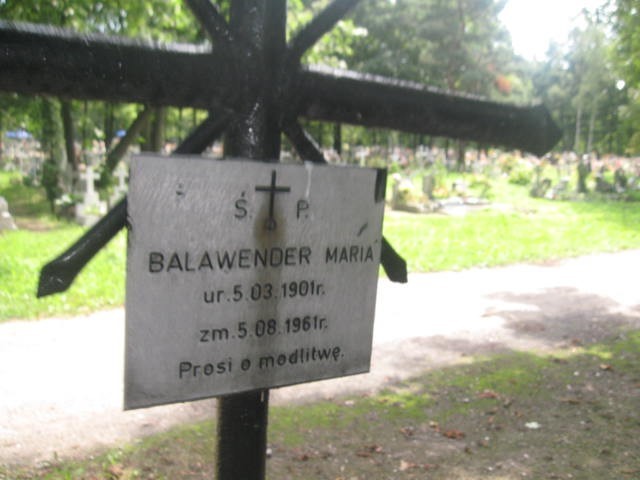 Ś. P.
BALAWENDER MARIA
ur.5.03.1901r.
zm.5.08.1961r.
Prosi o modlitwę.